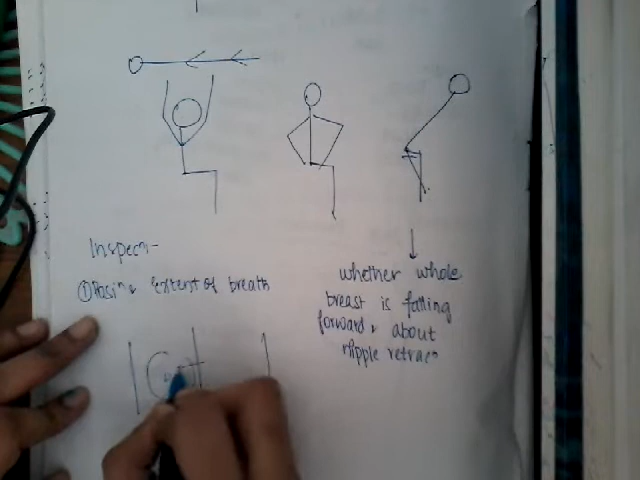 Inspecn-
① Posin & extent of breath
whether whole
breast is falling
forward & about
nipple retracn